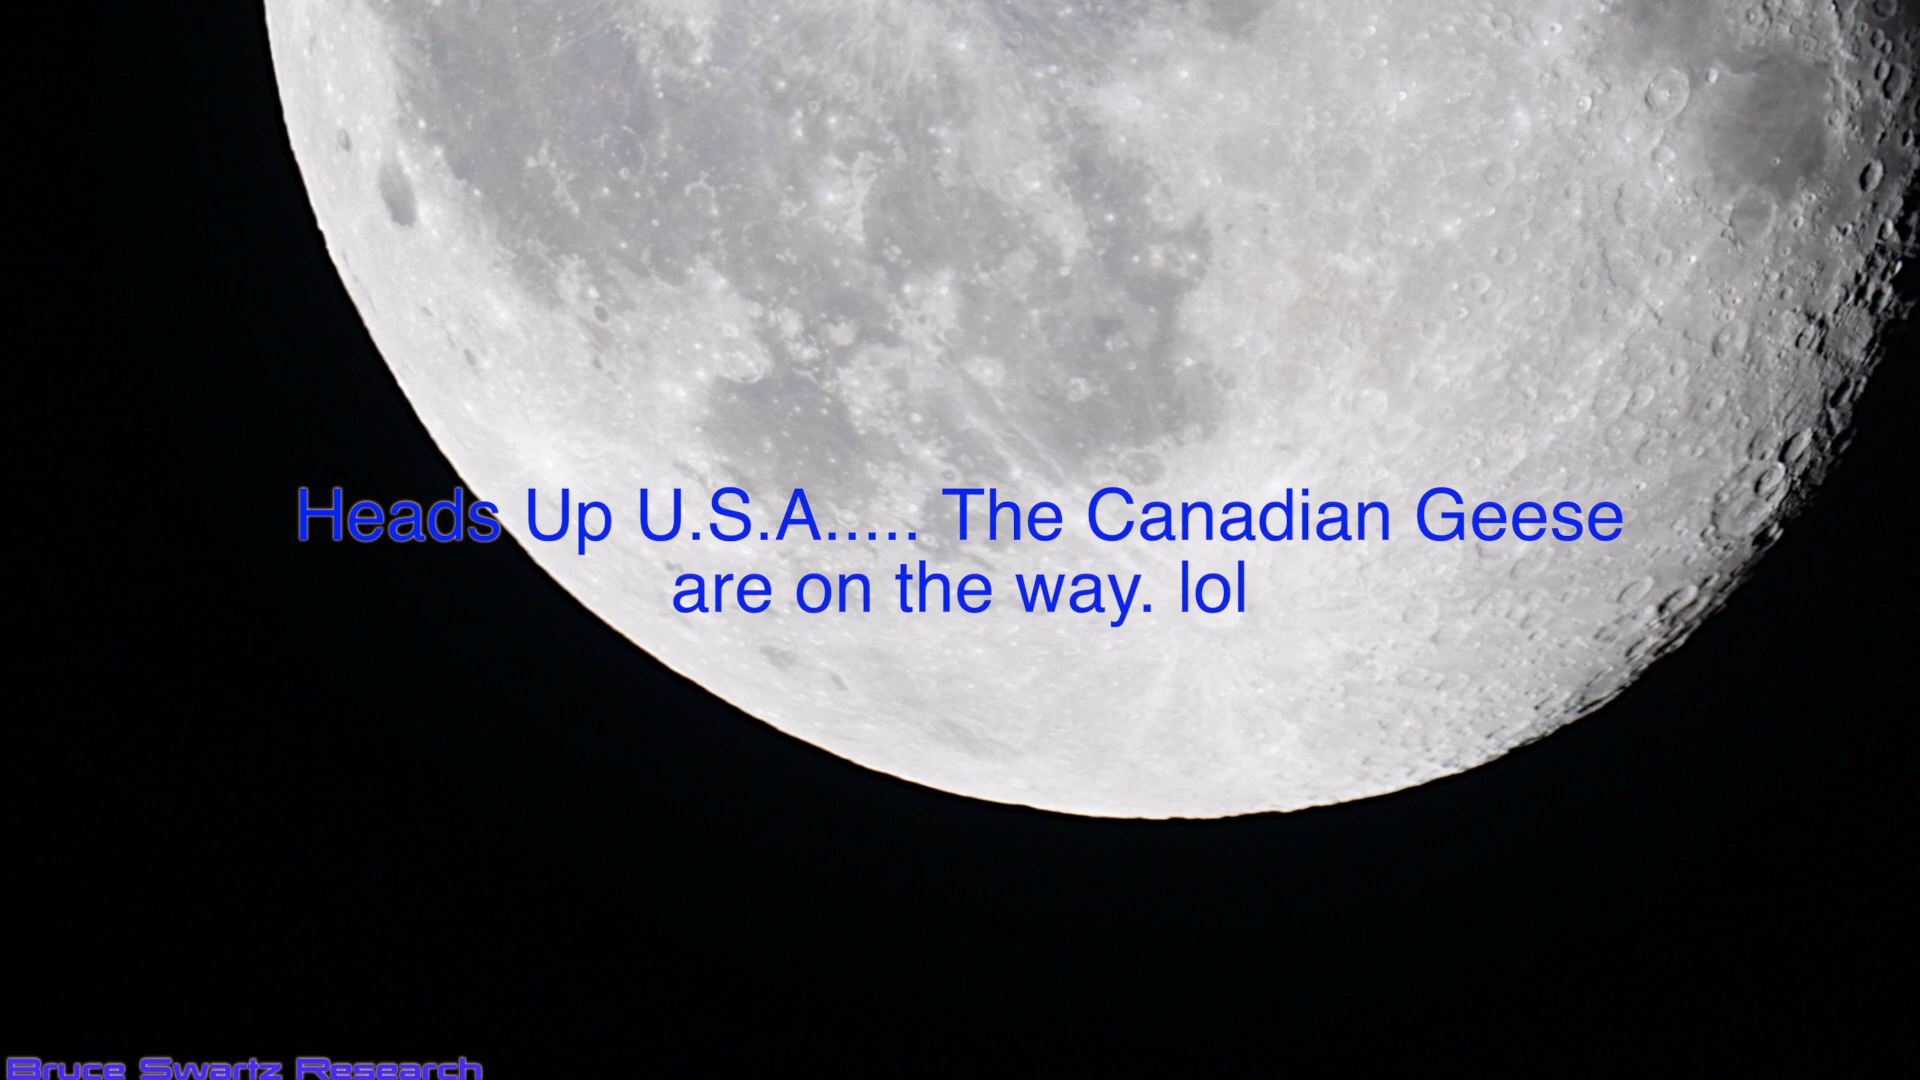 Heads Up U.S.A..... The Canadian Geese
are on the way. lol
Bruce Swartz Research